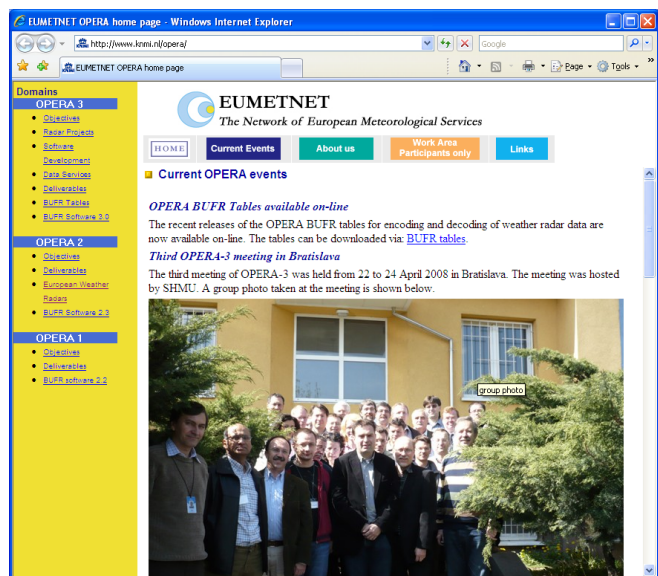 EUMETNET OPERA home page - Windows Internet Explorer
http://www.knmi.nl/opera/
Google
EUMETNET OPERA home page
Page
Tools
»
Domains
OPERA 3
Objectives
Radar Projects
Software
Development
Data Services
Deliverables
BUFR Tables
BUFR Software 3.0
OPERA 2
Objectives
Deliverables
European Weather
Radars
BUFR Software 2.3
OPERA 1
Objectives
Deliverables
BUFR software 2.2
EUMETNET
The Network of European Meteorological Services
HOME
Current Events
About us
Work Area
Participants only
Links
Current OPERA events
OPERA BUFR Tables available on-line
The recent releases of the OPERA BUFR tables for encoding and decoding of weather radar data are
now available on-line. The tables can be downloaded via: BUFR tables.
Third OPERA-3 meeting in Bratislava
The third meeting of OPERA-3 was held from 22 to 24 April 2008 in Bratislava. The meeting was hosted
by SHMU. A group photo taken at the meeting is shown below.
group photo